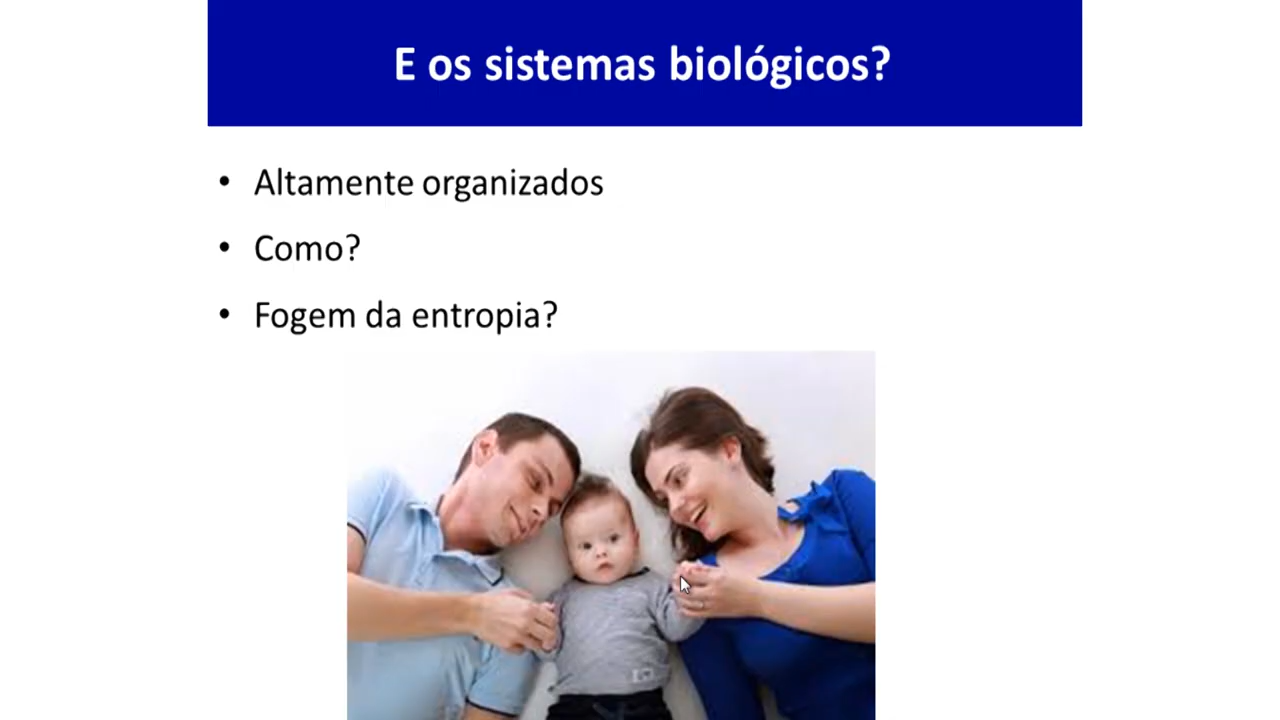 E os sistemas biológicos?
• Altamente organizados
• Como?
• Fogem da entropia?